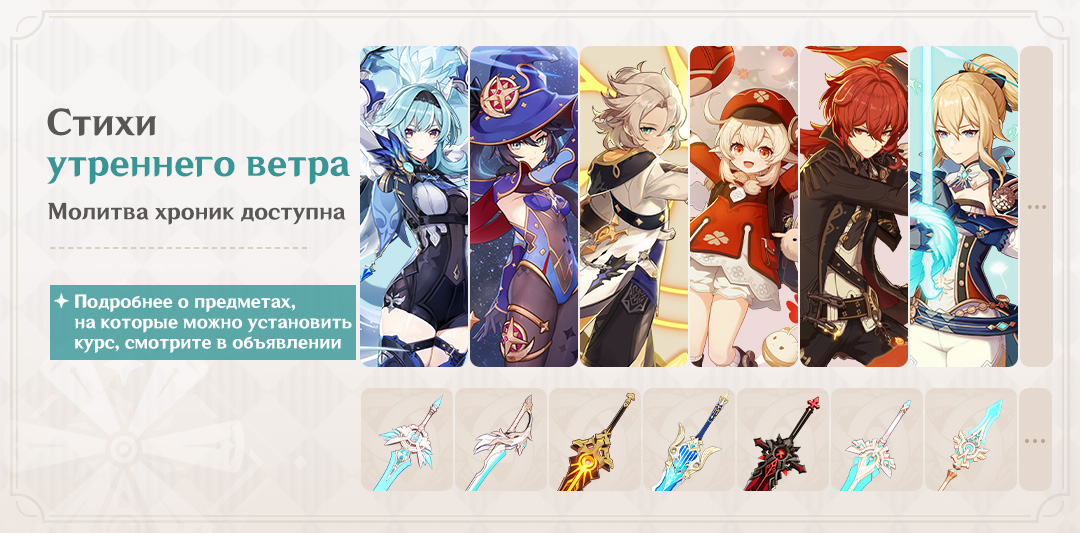 Стихи
утреннего ветра
Молитва хроник доступна
Подробнее о предметах,
на которые можно установить
курс, смотрите в объявлении